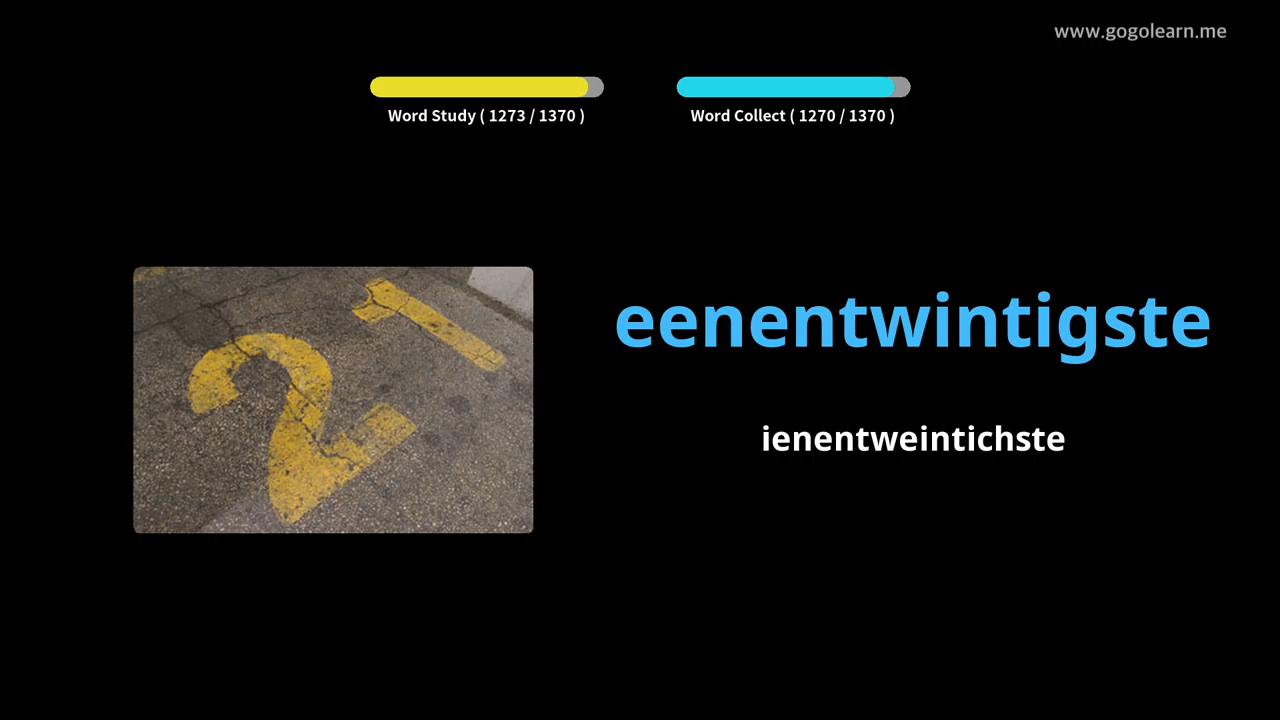 www.gogolearn.me
Word Study ( 1273 / 1370 )
Word Collect ( 1270 / 1370 )
21
eenentwintigste
ienentweintichste